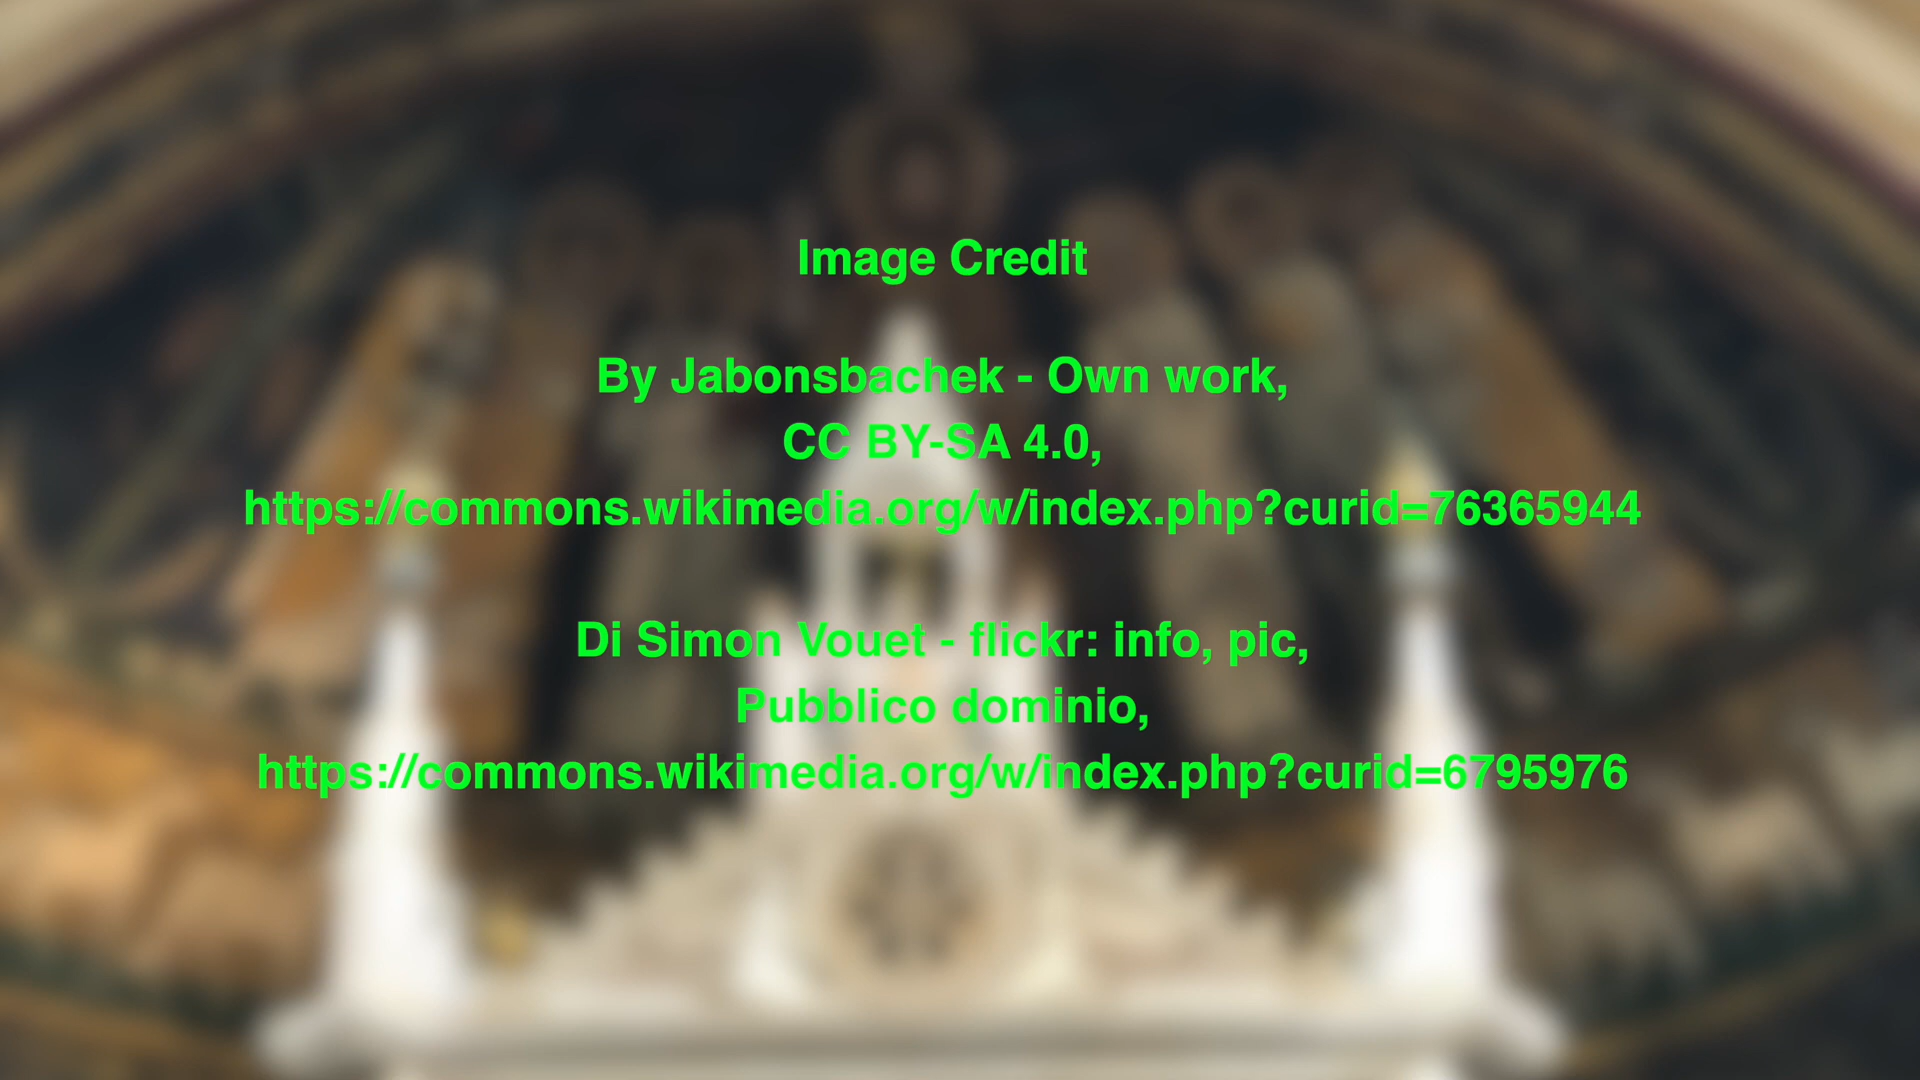 Image Credit
By Jabonsbachek - Own work,
CC BY-SA 4.0,
https://commons.wikimedia.org/w/index.php?curid=76365944
Di Simon Vouet - flickr: info, pic,
Pubblico dominio,
https://commons.wikimedia.org/w/index.php?curid=6795976